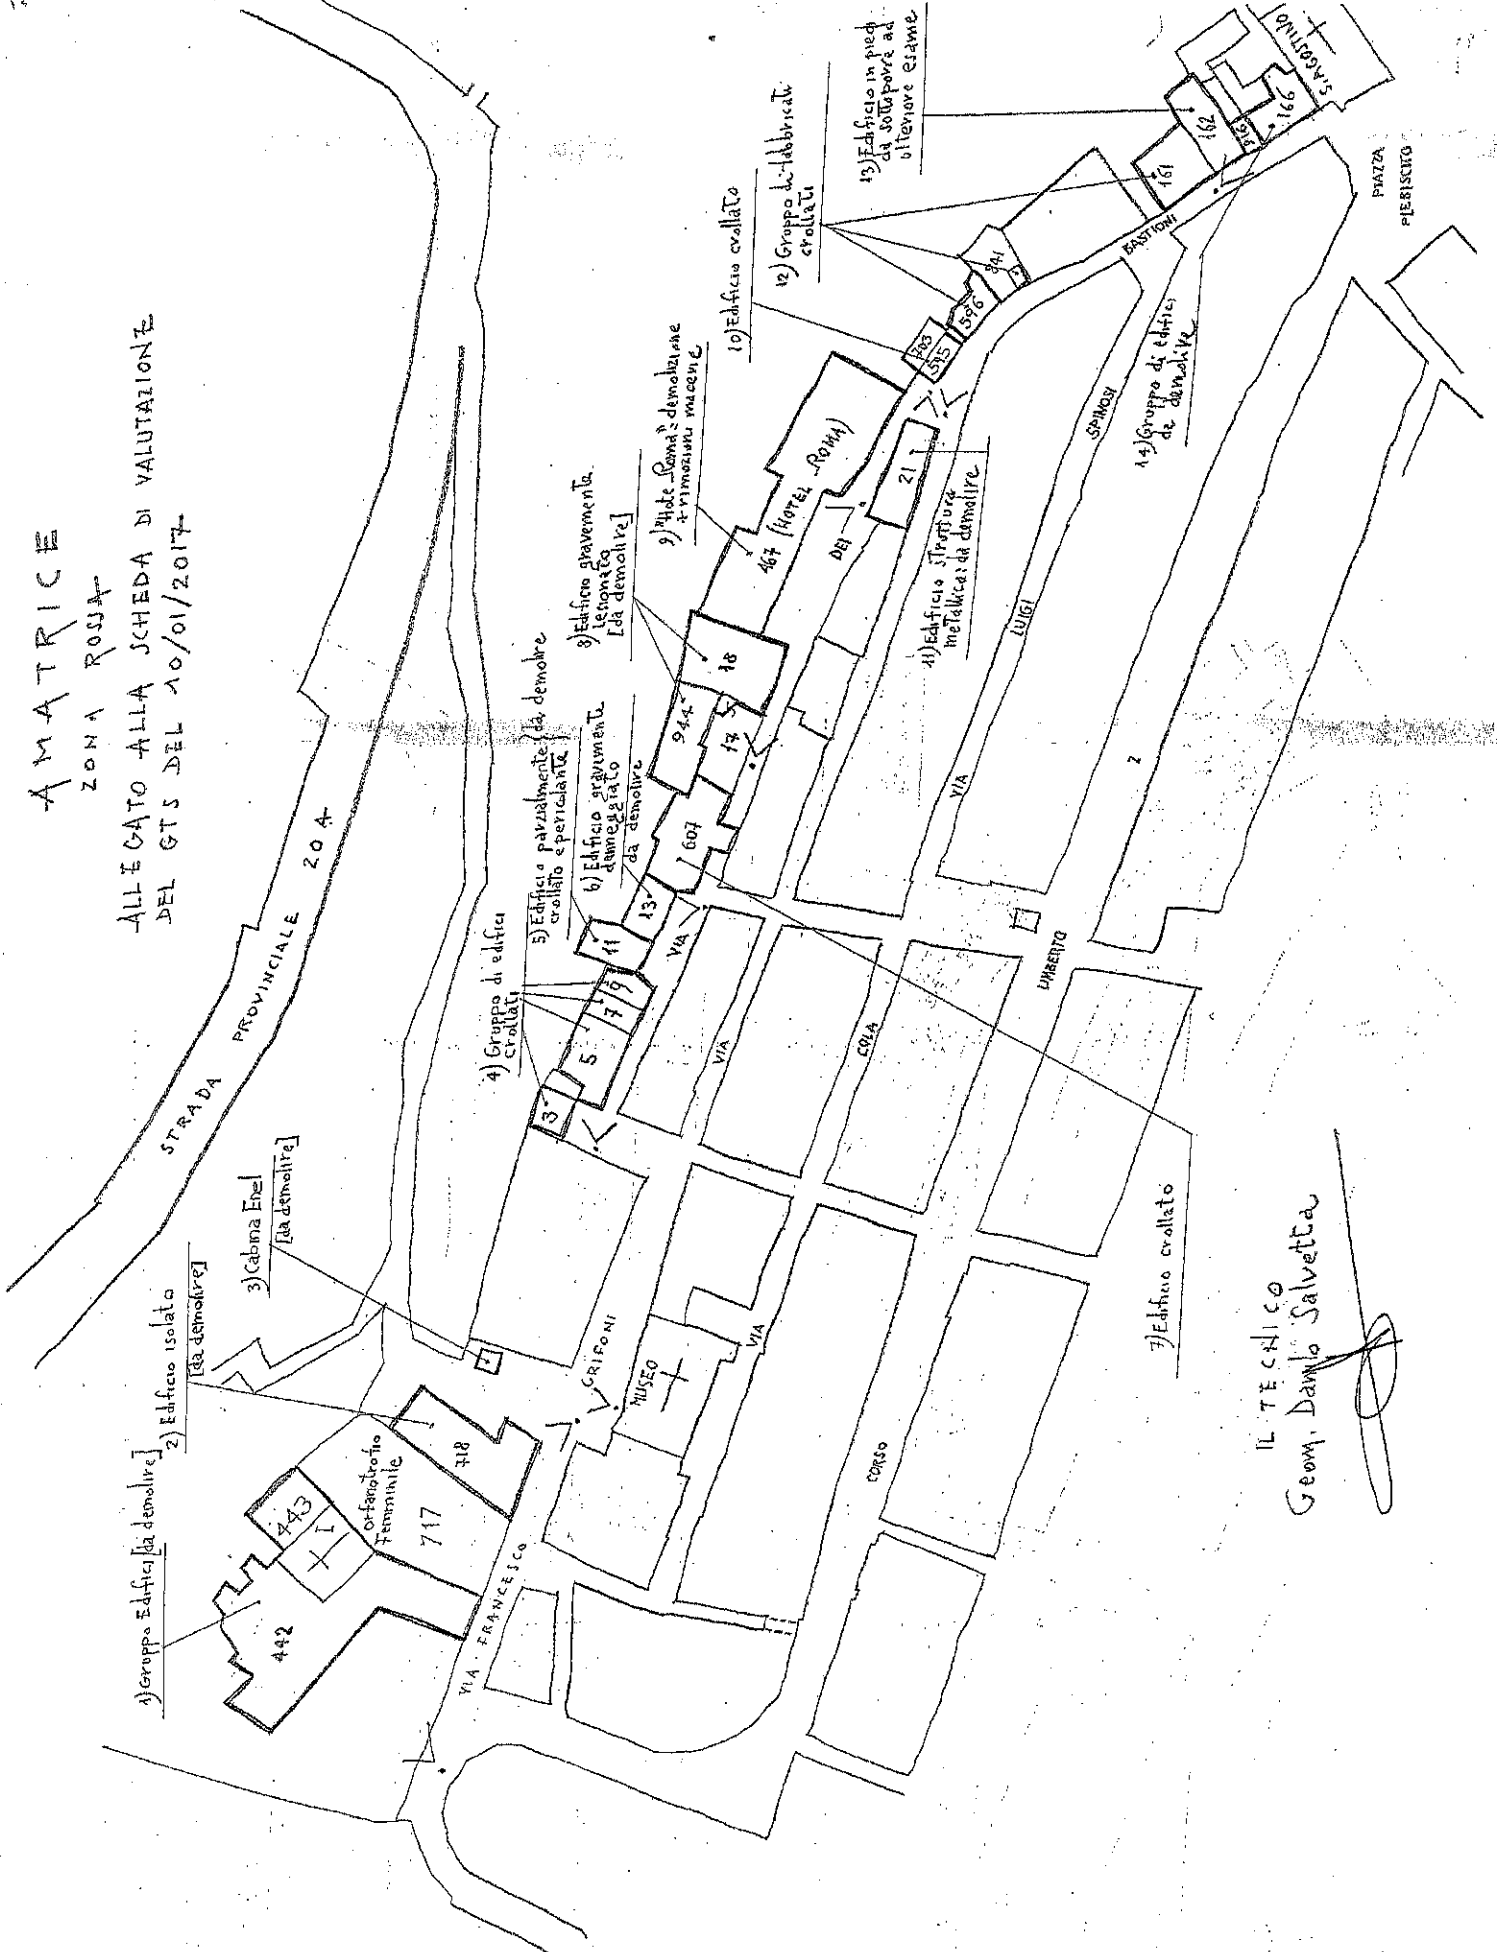 AMATRICE
ZONA ROSSA
ALLEGATO ALLA SCHEDA DI VALUTAZIONE
DEL GTS DEL 10/01/2017
STRADA PROVINCIALE 20A
1) Gruppo Edifici [da demolire]
2) Edificio isolato
[da demolire]
3) Cabina Enel
[da demolire]
4) Gruppo di edifici
crollati
5) Edificio parzialmente
crollato e pericolante
da demolire
6) Edificio gravemente
danneggiato
da demolire
7) Edificio crollato
8) Edificio gravemente
lesionato
[da demolire]
9) "Hotel Roma": demolizione
+ rimozione macerie
10) Edificio crollato
11) Edificio struttura
metallica: da demolire
12) Gruppo di fabbricati
crollati
13) Edificio in piedi
da sottoporre ad
ulteriore esame
14) Gruppo di edifici
da demolire
442
443
I
orfanotrofio
Femminile
717
718
3
5
7
9
11
13
607
944
17
18
467 (HOTEL ROMA)
21
703
595
596
841
161
162
916
166
S. AGOSTINO
PIAZZA
PLEBISCITO
VIA FRANCESCO
GRIFONI
MUSEO
VIA
VIA
VIA
DEI
BASTIONI
COLA
VIA
LUIGI
SPINOSI
CORSO
UMBERTO
IL TECNICO
Geom. Danilo Salvetta